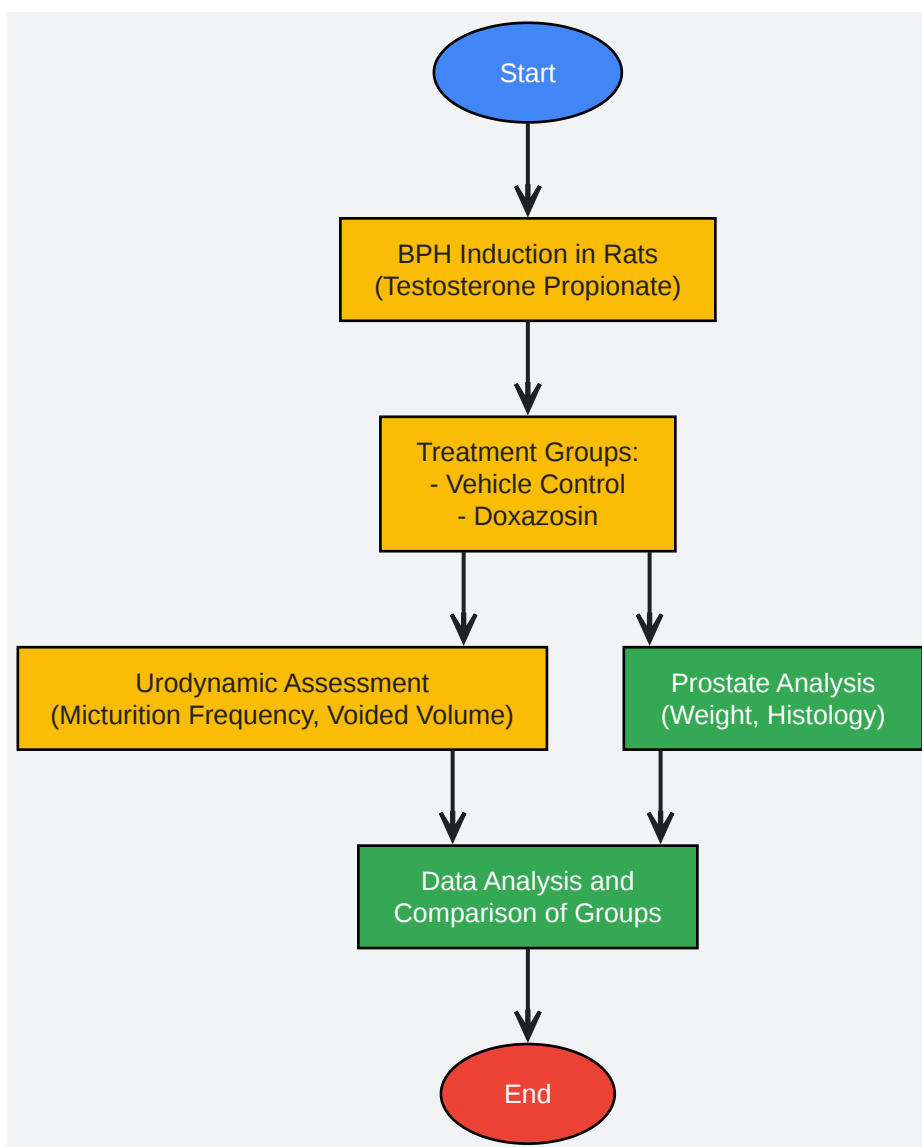 Start
BPH Induction in Rats
(Testosterone Propionate)
Treatment Groups:
- Vehicle Control
- Doxazosin
Urodynamic Assessment
(Micturition Frequency, Voided Volume)
Prostate Analysis
(Weight, Histology)
Data Analysis and
Comparison of Groups
End